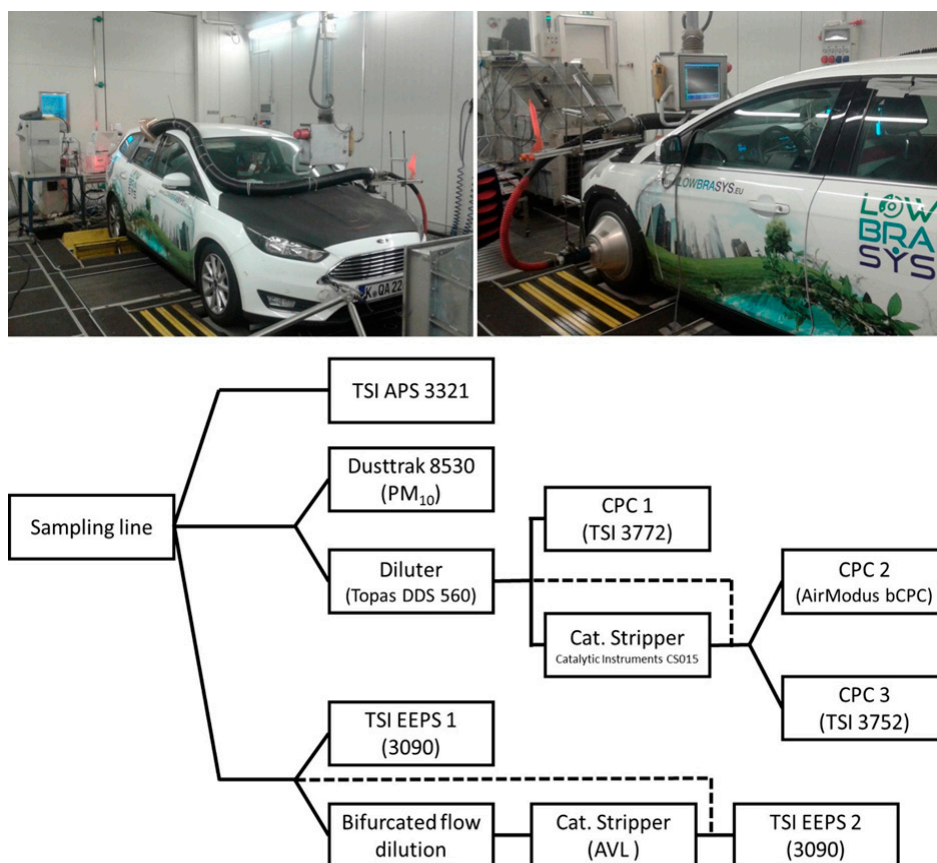 K QA 22
LOWBRASYS.EU
LOW
BRA
SYS
TSI APS 3321
Dusttrak 8530
(PM₁₀)
Sampling line
CPC 1
(TSI 3772)
Diluter
(Topas DDS 560)
CPC 2
(AirModus bCPC)
Cat. Stripper
Catalytic Instruments CS015
CPC 3
(TSI 3752)
TSI EEPS 1
(3090)
Bifurcated flow
dilution
Cat. Stripper
(AVL )
TSI EEPS 2
(3090)